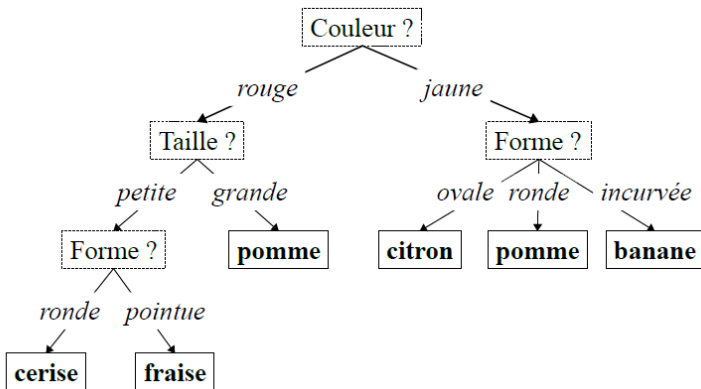 Couleur ?
rouge jaune
Taille ? Forme ?
petite grande ovale ronde incurvée
Forme ? pomme citron pomme banane
ronde pointue
cerise fraise